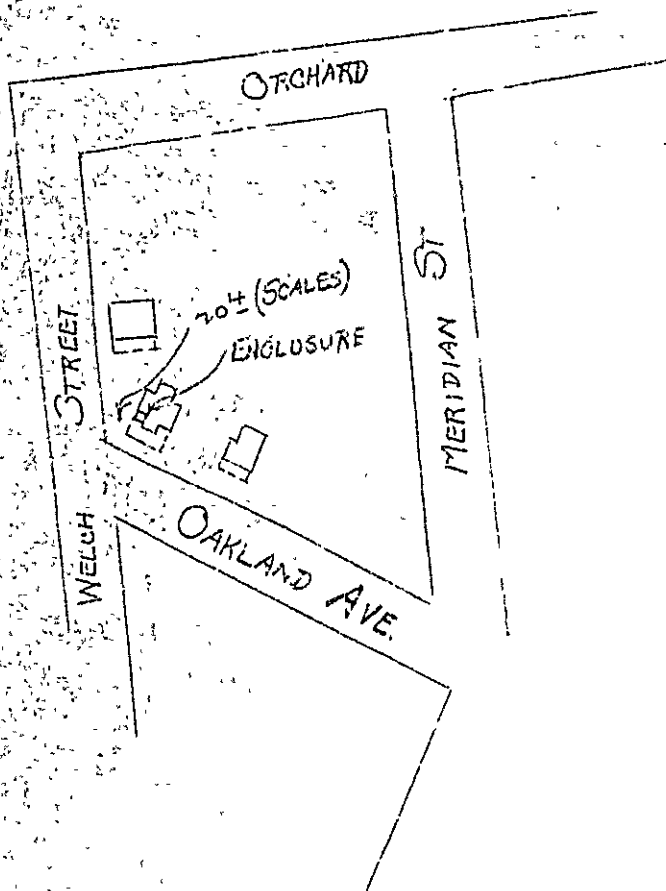 ORCHARD
20± (SCALES)
ENCLOSURE
WELCH STREET
MERIDIAN ST
OAKLAND AVE.